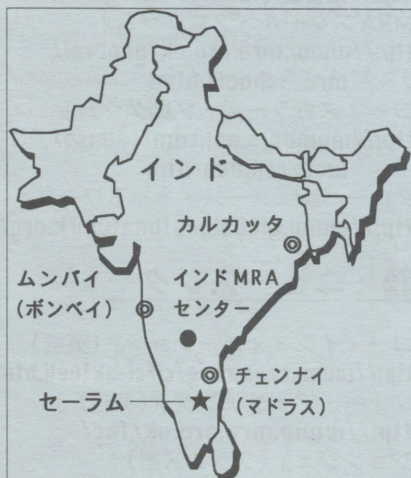 インド
カルカッタ
ムンバイ
(ボンベイ)
インドMRA
センター
チェンナイ
(マドラス)
セーラム